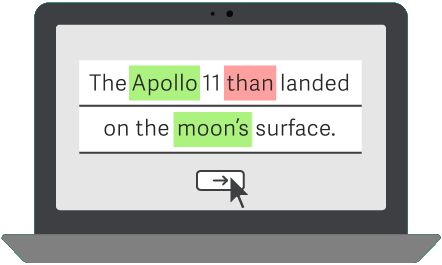 The Apollo 11 than landed
on the moon's surface.
→